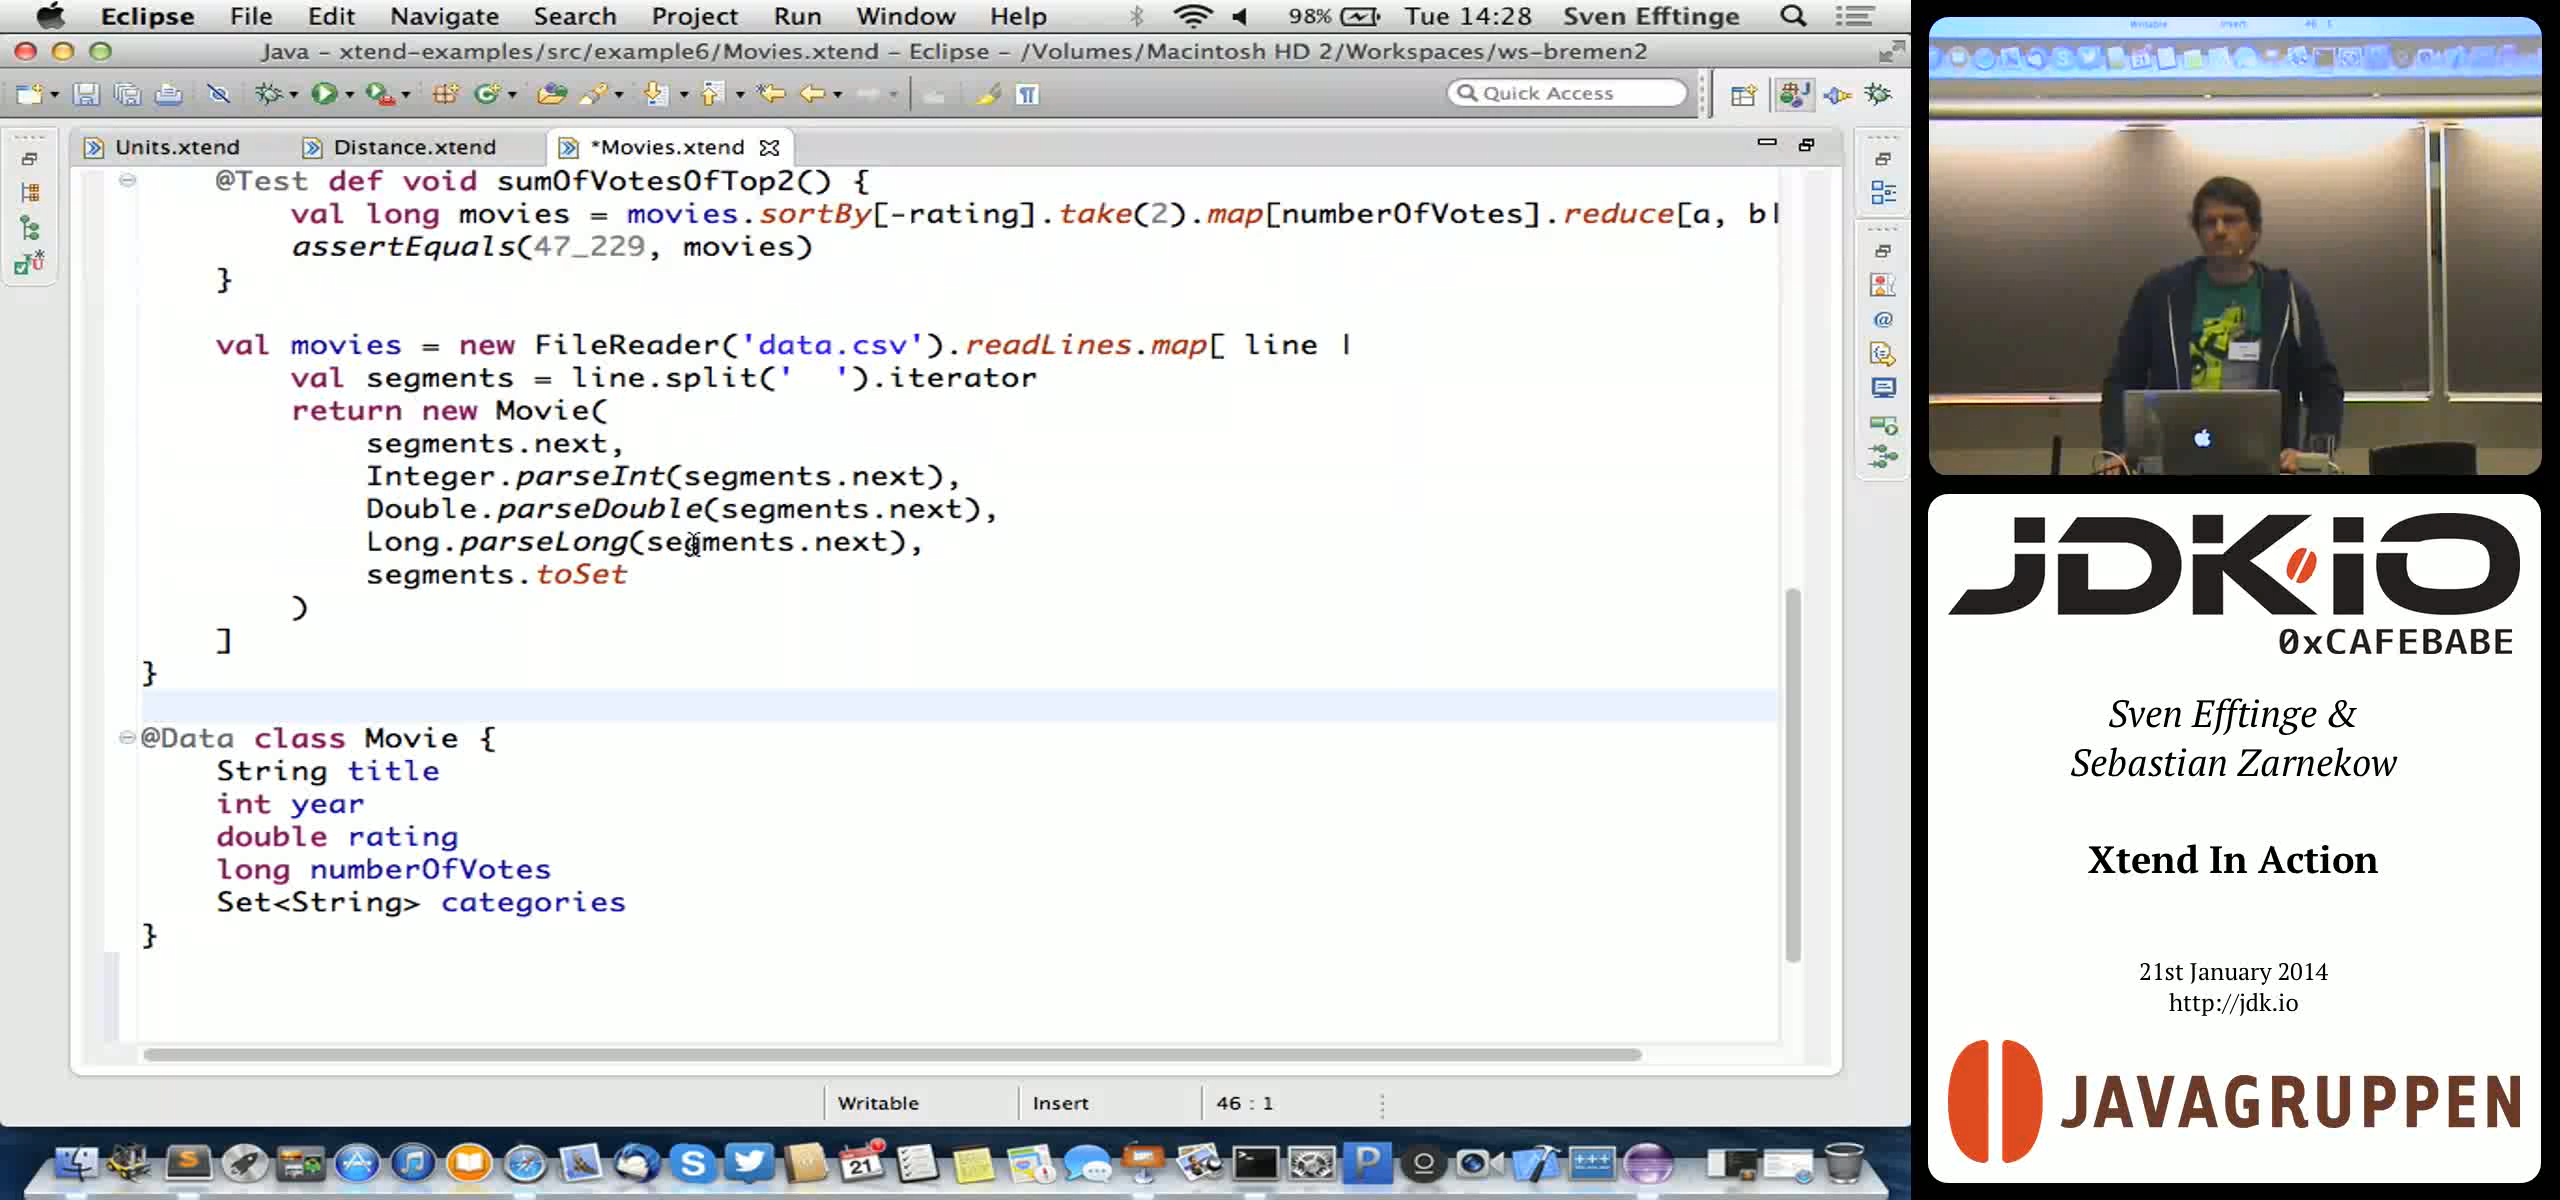 Eclipse File Edit Navigate Search Project Run Window Help 98% Tue 14:28 Sven Efftinge
Java – xtend-examples/src/example6/Movies.xtend – Eclipse – /Volumes/Macintosh HD 2/Workspaces/ws-bremen2
Quick Access
Units.xtend Distance.xtend *Movies.xtend
@Test def void sumOfVotesOfTop2() {
val long movies = movies.sortBy[-rating].take(2).map[numberOfVotes].reduce[a, b|
assertEquals(47_229, movies)
}
val movies = new FileReader('data.csv').readLines.map[ line |
val segments = line.split('  ').iterator
return new Movie(
segments.next,
Integer.parseInt(segments.next),
Double.parseDouble(segments.next),
Long.parseLong(segments.next),
segments.toSet
)
]
}
@Data class Movie {
String title
int year
double rating
long numberOfVotes
Set<String> categories
}
Writable Insert 46 : 1
21
JDK.iO
0xCAFEBABE
Sven Efftinge &
Sebastian Zarnekow
Xtend In Action
21st January 2014
http://jdk.io
JAVAGRUPPEN